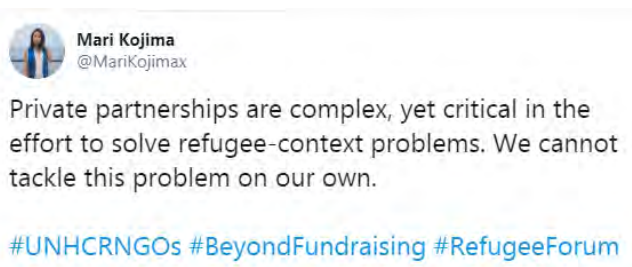 Mari Kojima
@MariKojimax
Private partnerships are complex, yet critical in the
effort to solve refugee-context problems. We cannot
tackle this problem on our own.
#UNHCRNGOs #BeyondFundraising #RefugeeForum